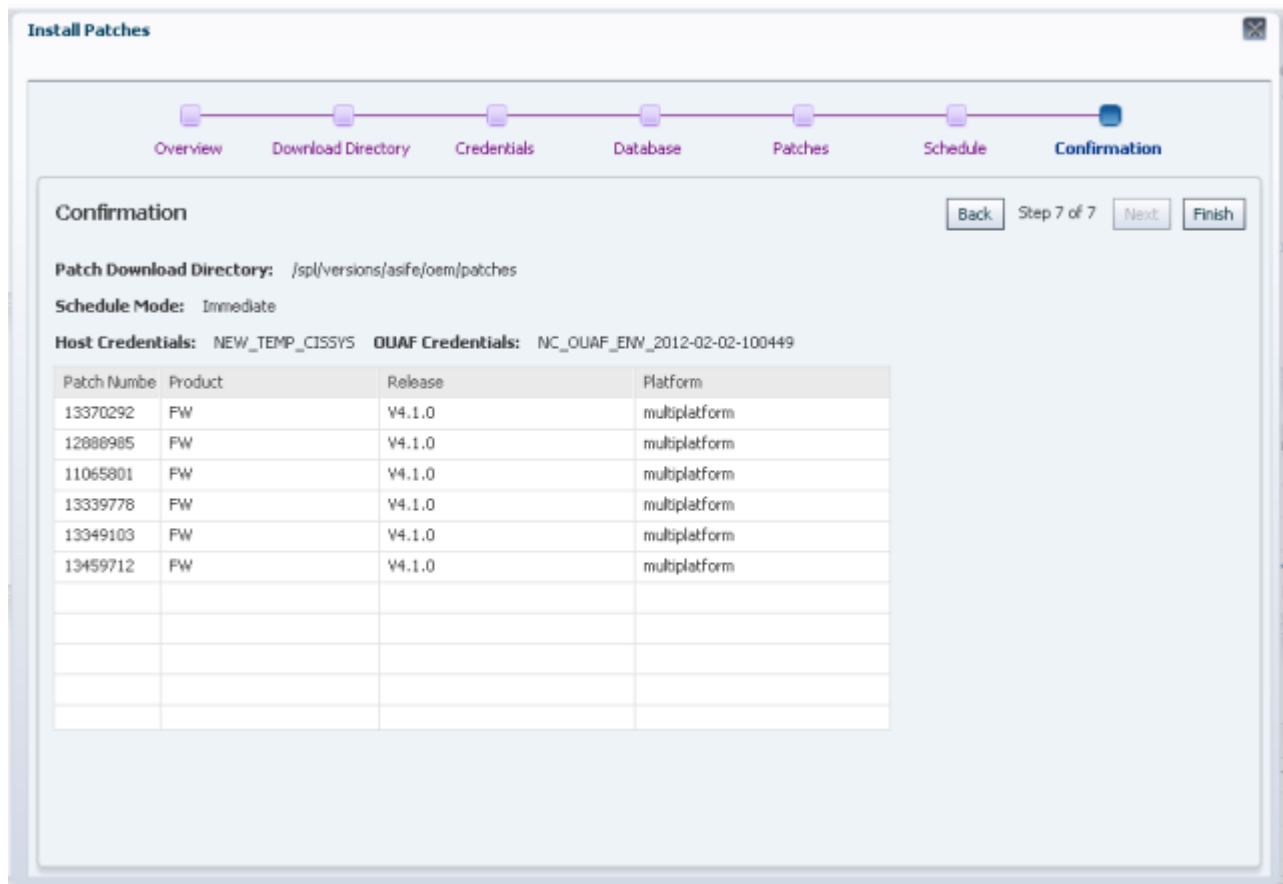 Install Patches
Overview Download Directory Credentials Database Patches Schedule Confirmation
Confirmation Back Step 7 of 7 Next Finish
Patch Download Directory: /spl/versions/asife/oem/patches
Schedule Mode: Immediate
Host Credentials: NEW_TEMP_CISSYS OUAF Credentials: NC_OUAF_ENV_2012-02-02-100449
Patch Numbe Product Release Platform
13370292 FW V4.1.0 multiplatform
12888985 FW V4.1.0 multiplatform
11065801 FW V4.1.0 multiplatform
13339778 FW V4.1.0 multiplatform
13349103 FW V4.1.0 multiplatform
13459712 FW V4.1.0 multiplatform